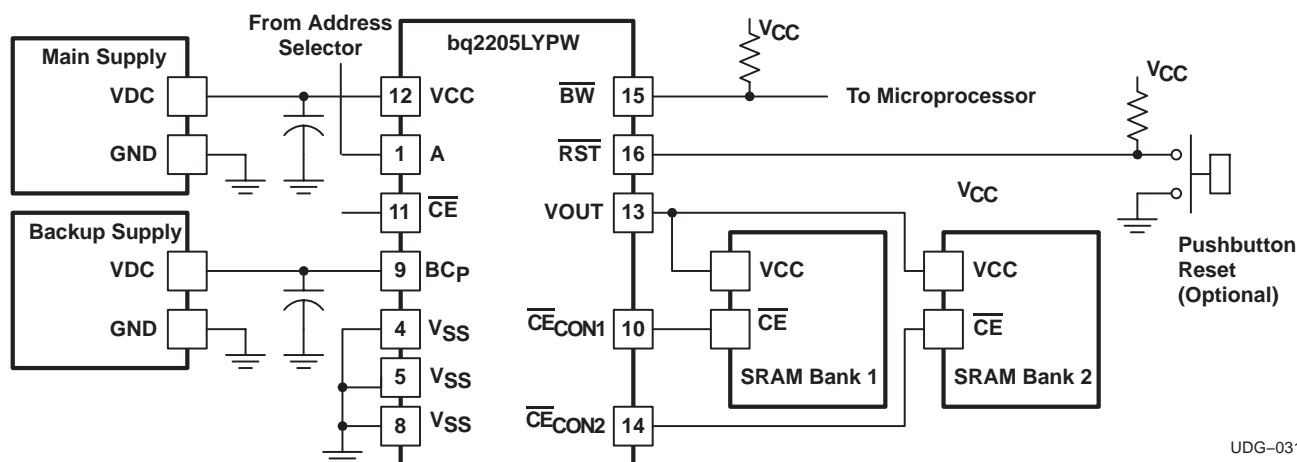 From Address
Selector
bq2205LYPW
VCC
VCC
Main Supply
VDC
12
VCC
BW
15
To Microprocessor
GND
1
A
RST
16
11
CE
VOUT
13
VCC
Backup Supply
VDC
9
BCP
VCC
VCC
Pushbutton
Reset
(Optional)
GND
4
VSS
CECON1
10
CE
CE
5
VSS
SRAM Bank 1
SRAM Bank 2
8
VSS
CECON2
14